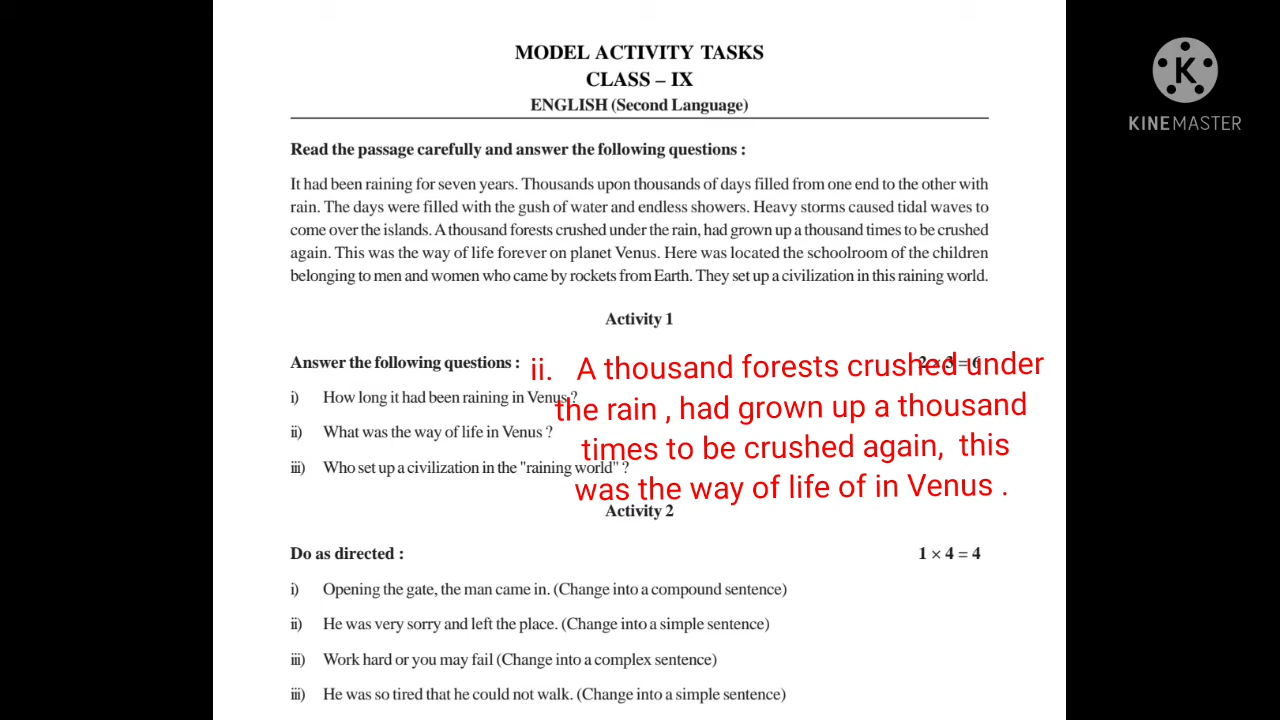 MODEL ACTIVITY TASKS
CLASS – IX
ENGLISH (Second Language)
KINEMASTER
Read the passage carefully and answer the following questions :
It had been raining for seven years. Thousands upon thousands of days filled from one end to the other with
rain. The days were filled with the gush of water and endless showers. Heavy storms caused tidal waves to
come over the islands. A thousand forests crushed under the rain, had grown up a thousand times to be crushed
again. This was the way of life forever on planet Venus. Here was located the schoolroom of the children
belonging to men and women who came by rockets from Earth. They set up a civilization in this raining world.
Activity 1
Answer the following questions : 2 × 3 = 6
i) How long it had been raining in Venus ?
ii) What was the way of life in Venus ?
iii) Who set up a civilization in the "raining world" ?
ii. A thousand forests crushed under
the rain , had grown up a thousand
times to be crushed again, this
was the way of life of in Venus .
Activity 2
Do as directed : 1 × 4 = 4
i) Opening the gate, the man came in. (Change into a compound sentence)
ii) He was very sorry and left the place. (Change into a simple sentence)
iii) Work hard or you may fail (Change into a complex sentence)
iii) He was so tired that he could not walk. (Change into a simple sentence)